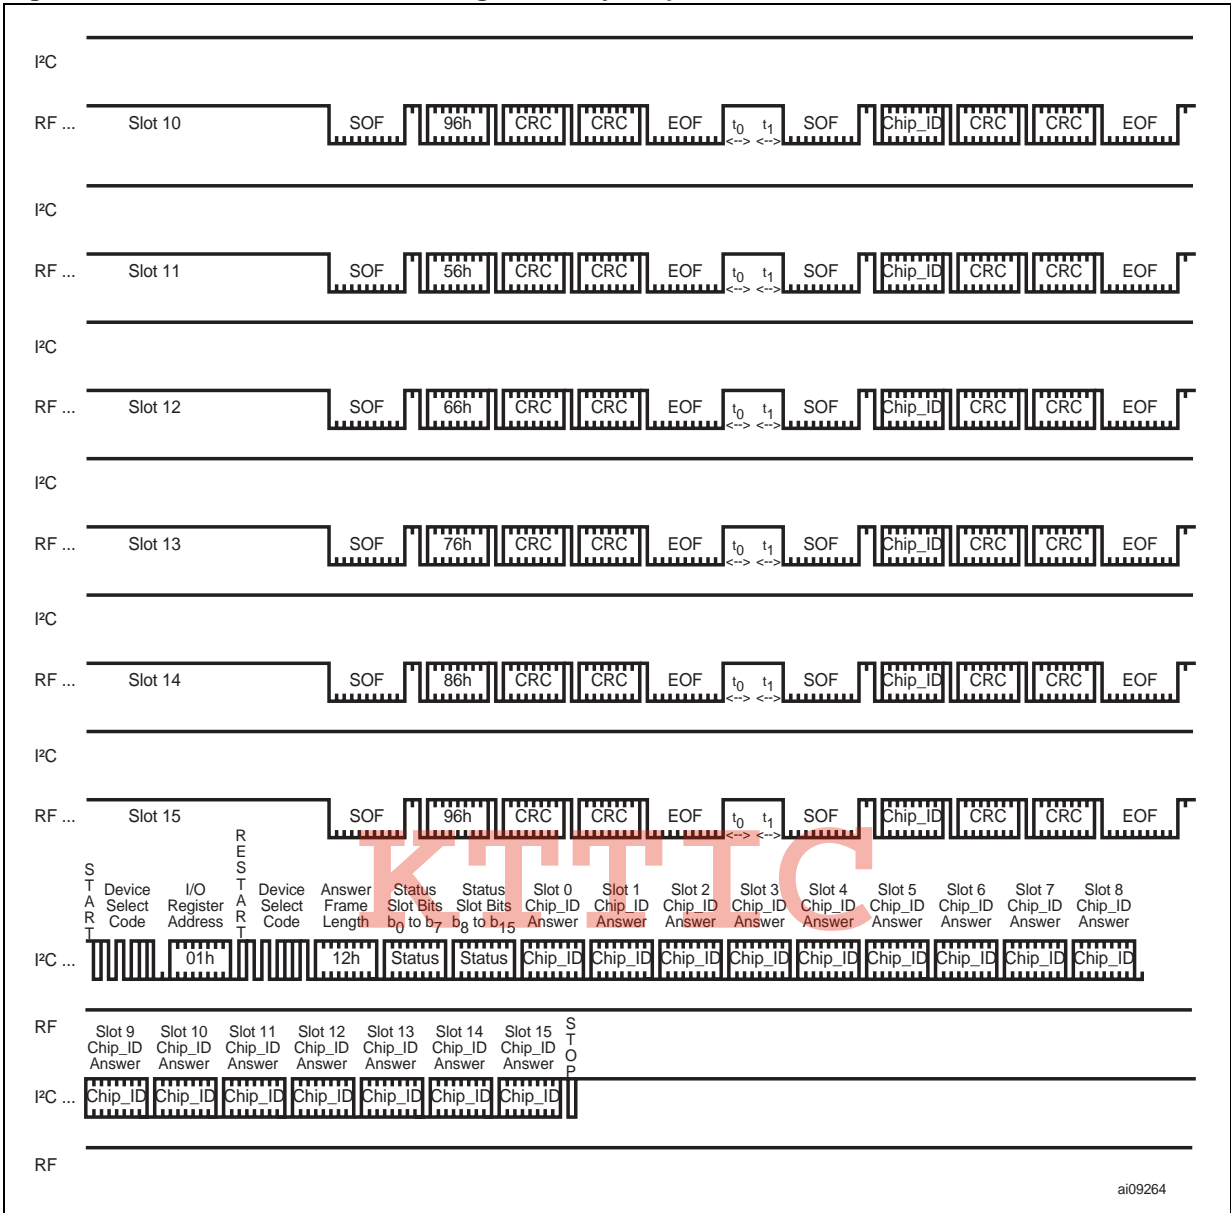 I²C
RF ... Slot 10 SOF 96h CRC CRC EOF t0 t1 SOF Chip_ID CRC CRC EOF
<--> <-->
I²C
RF ... Slot 11 SOF 56h CRC CRC EOF t0 t1 SOF Chip_ID CRC CRC EOF
<--> <-->
I²C
RF ... Slot 12 SOF 66h CRC CRC EOF t0 t1 SOF Chip_ID CRC CRC EOF
<--> <-->
I²C
RF ... Slot 13 SOF 76h CRC CRC EOF t0 t1 SOF Chip_ID CRC CRC EOF
<--> <-->
I²C
RF ... Slot 14 SOF 86h CRC CRC EOF t0 t1 SOF Chip_ID CRC CRC EOF
<--> <-->
I²C
RF ... Slot 15 SOF 96h CRC CRC EOF t0 t1 SOF Chip_ID CRC CRC EOF
<--> <-->
KTTIC
START
Device
Select
Code
I/O
Register
Address
RESTART
Device
Select
Code
Answer
Frame
Length
Status
Slot Bits
b0 to b7
Status
Slot Bits
b8 to b15
Slot 0
Chip_ID
Answer
Slot 1
Chip_ID
Answer
Slot 2
Chip_ID
Answer
Slot 3
Chip_ID
Answer
Slot 4
Chip_ID
Answer
Slot 5
Chip_ID
Answer
Slot 6
Chip_ID
Answer
Slot 7
Chip_ID
Answer
Slot 8
Chip_ID
Answer
I²C ... 01h 12h Status Status Chip_ID Chip_ID Chip_ID Chip_ID Chip_ID Chip_ID Chip_ID Chip_ID Chip_ID
RF
Slot 9
Chip_ID
Answer
Slot 10
Chip_ID
Answer
Slot 11
Chip_ID
Answer
Slot 12
Chip_ID
Answer
Slot 13
Chip_ID
Answer
Slot 14
Chip_ID
Answer
Slot 15
Chip_ID
Answer
STOP
I²C ... Chip_ID Chip_ID Chip_ID Chip_ID Chip_ID Chip_ID Chip_ID
RF
ai09264